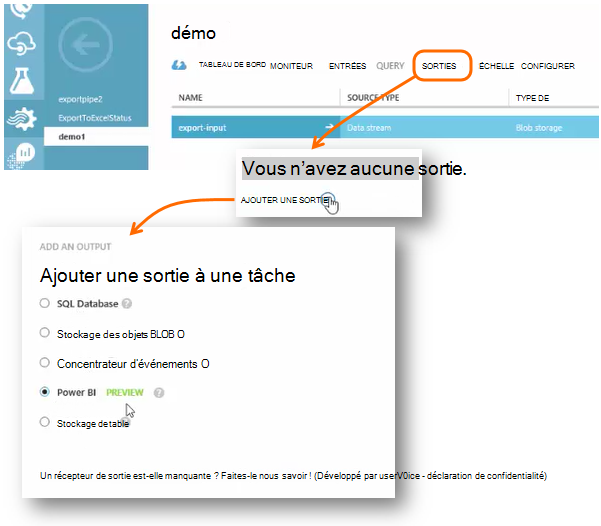 démo
TABLEAU DE BORD MONITEUR ENTRÉES QUERY SORTIES ÉCHELLE CONFIGURER
exportpipe2
ExportToExcelStatus
demo1
NAME SOURCE TYPE TYPE DE
export-input Data stream Blob storage
Vous n'avez aucune sortie.
AJOUTER UNE SORTIE
ADD AN OUTPUT
Ajouter une sortie à une tâche
SQL Database ?
Stockage des objets BLOB O
Concentrateur d'événements O
Power BI PREVIEW ?
Stockage de table
Un récepteur de sortie est-elle manquante ? Faites-le nous savoir ! (Développé par userV0ice - déclaration de confidentialité)